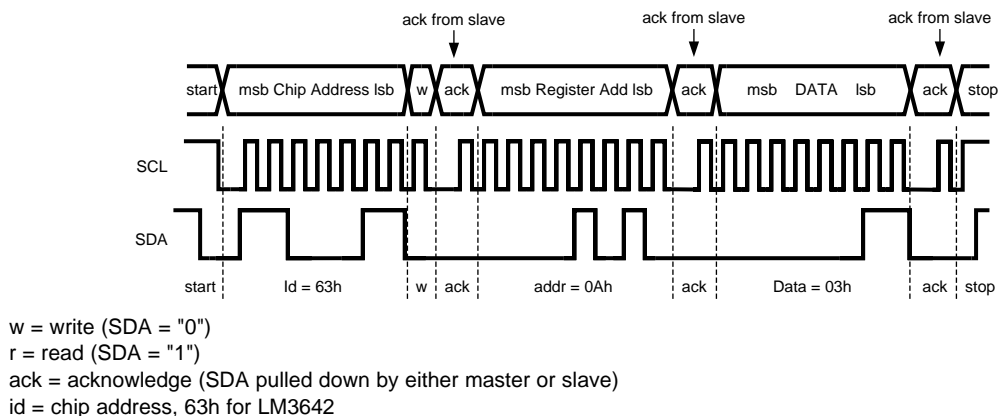 ack from slave ack from slave ack from slave
start msb Chip Address lsb w ack msb Register Add lsb ack msb DATA lsb ack stop
SCL
SDA
start Id = 63h w ack addr = 0Ah ack Data = 03h ack stop
w = write (SDA = "0")
r = read (SDA = "1")
ack = acknowledge (SDA pulled down by either master or slave)
id = chip address, 63h for LM3642